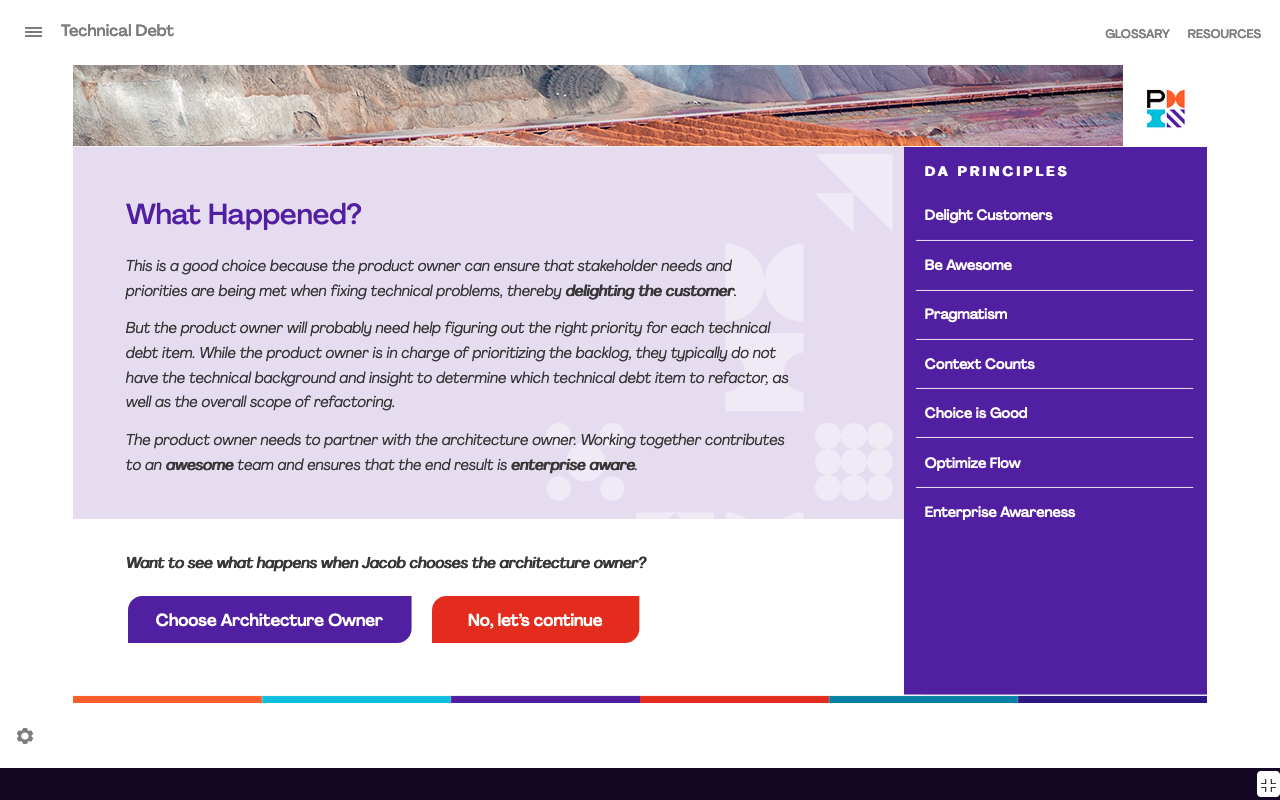 Technical Debt
GLOSSARY
RESOURCES
DA PRINCIPLES
What Happened?
This is a good choice because the product owner can ensure that stakeholder needs and
priorities are being met when fixing technical problems, thereby delighting the customer.
But the product owner will probably need help figuring out the right priority for each technical
debt item. While the product owner is in charge of prioritizing the backlog, they typically do not
have the technical background and insight to determine which technical debt item to refactor, as
well as the overall scope of refactoring.
The product owner needs to partner with the architecture owner. Working together contributes
to an awesome team and ensures that the end result is enterprise aware.
Want to see what happens when Jacob chooses the architecture owner?
Choose Architecture Owner
No, let’s continue
Delight Customers
Be Awesome
Pragmatism
Context Counts
Choice is Good
Optimize Flow
Enterprise Awareness